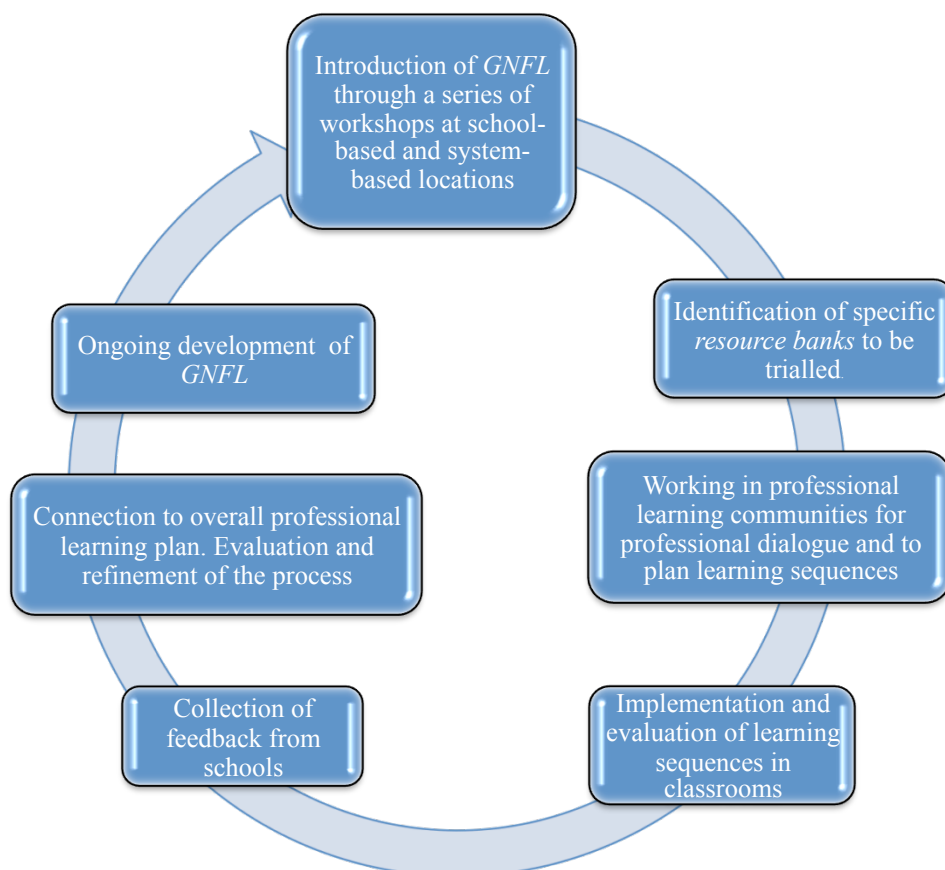 Introduction of GNFL
through a series of
workshops at school-
based and system-
based locations
Identification of specific
resource banks to be
trialled.
Working in professional
learning communities for
professional dialogue and to
plan learning sequences
Implementation and
evaluation of learning
sequences in
classrooms
Collection of
feedback from
schools
Connection to overall professional
learning plan. Evaluation and
refinement of the process
Ongoing development of
GNFL